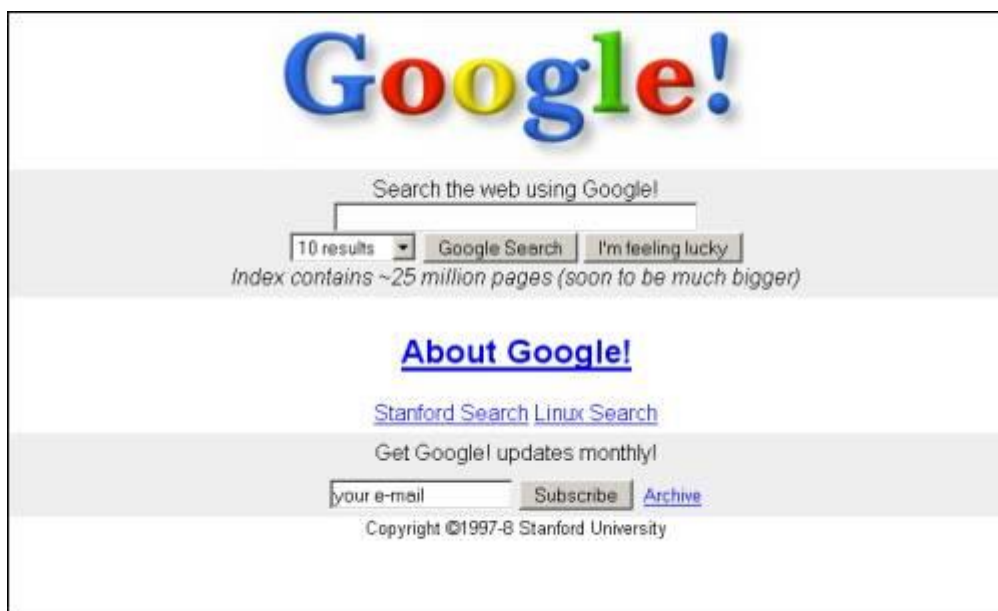 Google!
Search the web using Google!
10 results Google Search I'm feeling lucky
Index contains ~25 million pages (soon to be much bigger)
About Google!
Stanford Search Linux Search
Get Google! updates monthly!
your e-mail Subscribe Archive
Copyright ©1997-8 Stanford University